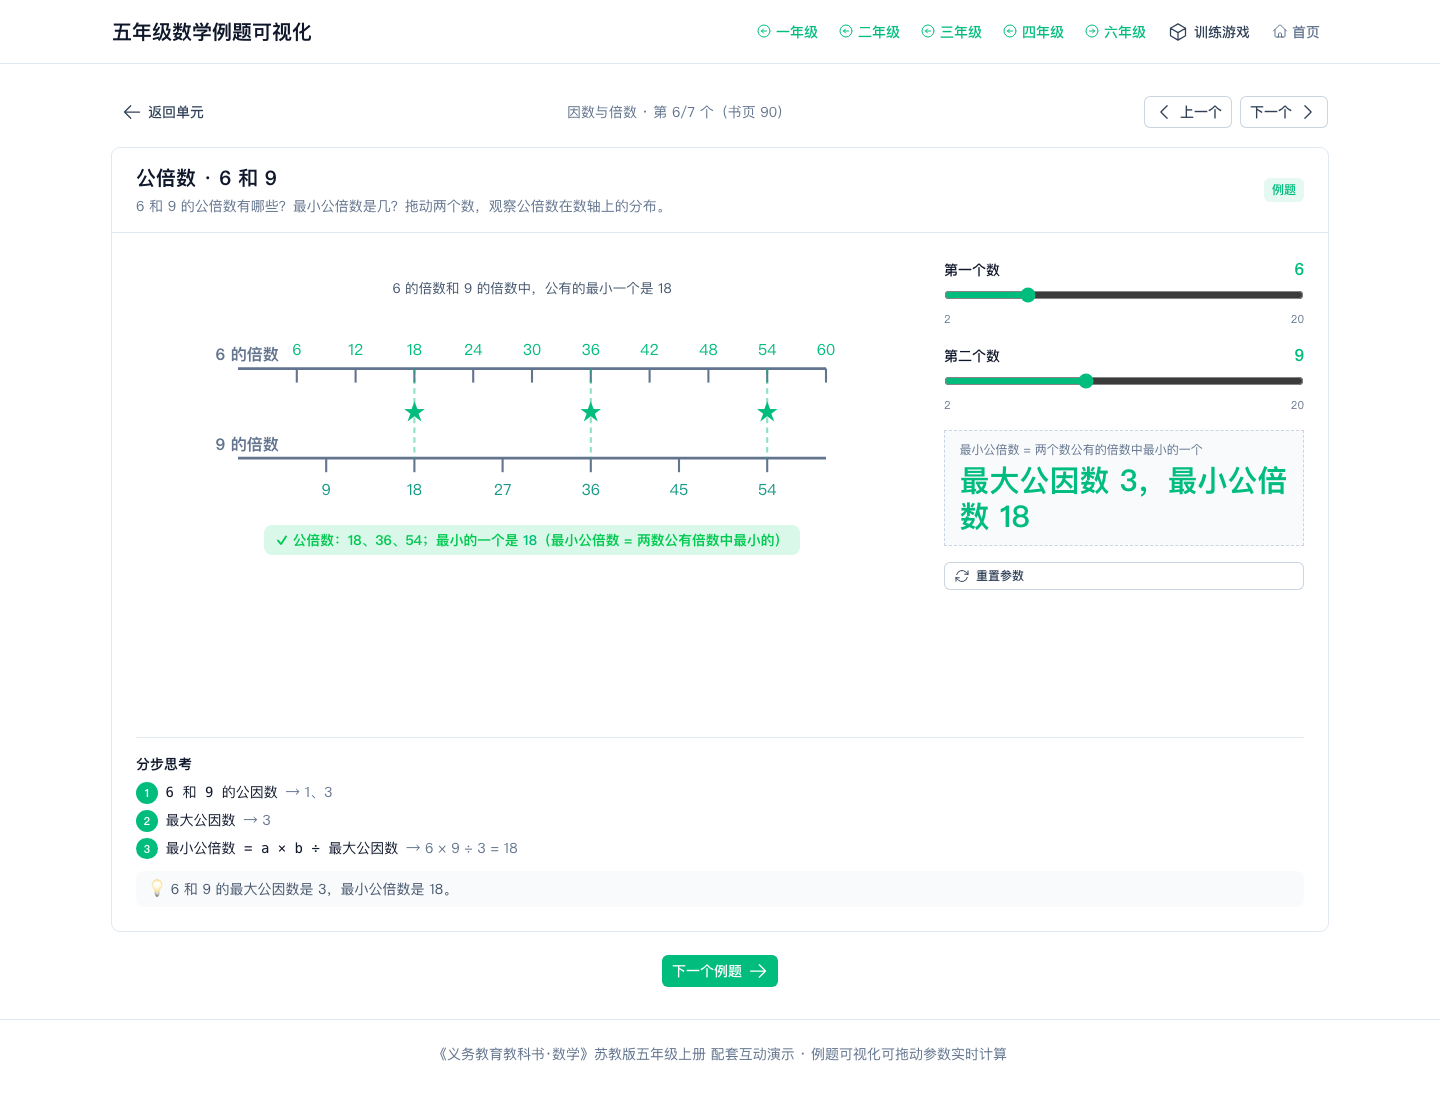 五年级数学例题可视化
一年级 二年级 三年级 四年级 六年级 训练游戏 首页
返回单元
因数与倍数 · 第 6/7 个（书页 90）
上一个 下一个
公倍数 · 6 和 9
6 和 9 的公倍数有哪些？最小公倍数是几？拖动两个数，观察公倍数在数轴上的分布。
例题
6 的倍数和 9 的倍数中，公有的最小一个是 18
6 的倍数 6 12 18 24 30 36 42 48 54 60
9 的倍数
9 18 27 36 45 54
✓ 公倍数：18、36、54；最小的一个是 18（最小公倍数 = 两数公有倍数中最小的）
第一个数 6
2 20
第二个数 9
2 20
最小公倍数 = 两个数公有的倍数中最小的一个
最大公因数 3，最小公倍
数 18
重置参数
分步思考
1 6 和 9 的公因数 → 1、3
2 最大公因数 → 3
3 最小公倍数 = a × b ÷ 最大公因数 → 6 × 9 ÷ 3 = 18
💡 6 和 9 的最大公因数是 3，最小公倍数是 18。
下一个例题 →
《义务教育教科书·数学》苏教版五年级上册 配套互动演示 · 例题可视化可拖动参数实时计算